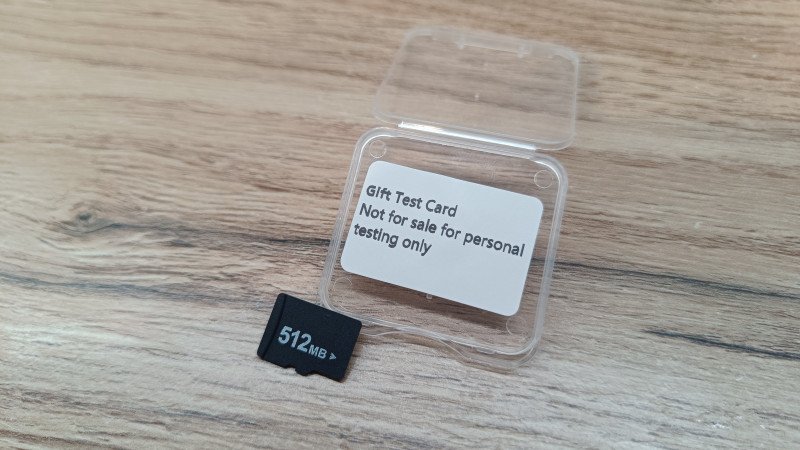 Gift Test Card
Not for sale for personal
testing only
512MB